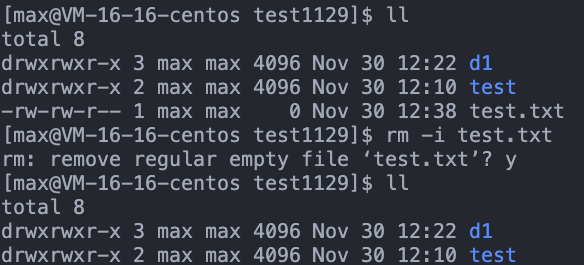 [max@VM-16-16-centos test1129]$ ll
total 8
drwxrwxr-x 3 max max 4096 Nov 30 12:22 d1
drwxrwxr-x 2 max max 4096 Nov 30 12:10 test
-rw-rw-r-- 1 max max    0 Nov 30 12:38 test.txt
[max@VM-16-16-centos test1129]$ rm -i test.txt
rm: remove regular empty file ‘test.txt’? y
[max@VM-16-16-centos test1129]$ ll
total 8
drwxrwxr-x 3 max max 4096 Nov 30 12:22 d1
drwxrwxr-x 2 max max 4096 Nov 30 12:10 test